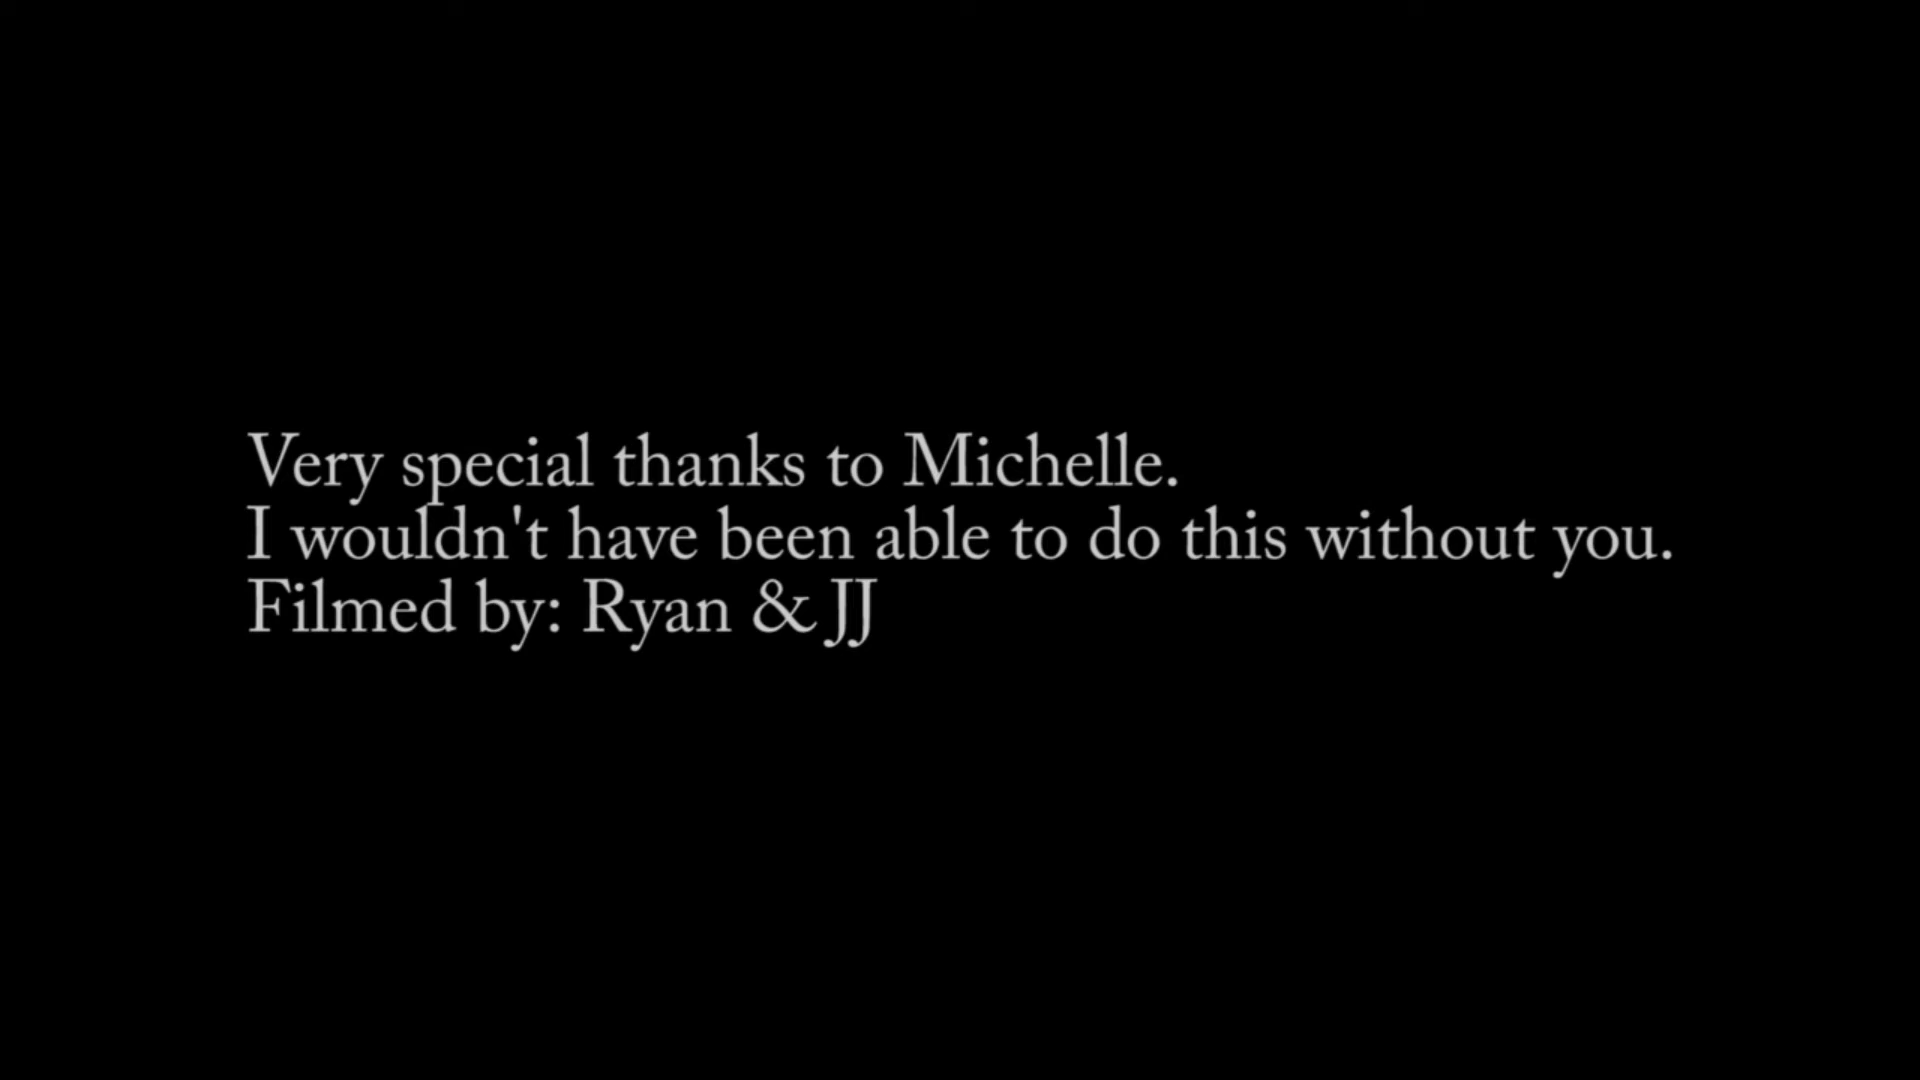 Very special thanks to Michelle.
I wouldn't have been able to do this without you.
Filmed by: Ryan & JJ